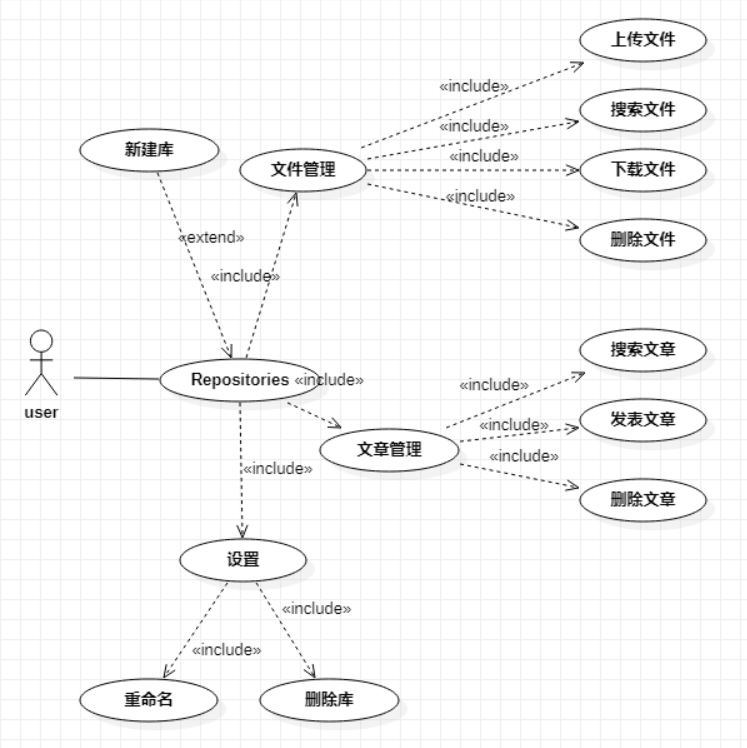 上传文件
«include»
搜索文件
«include»
新建库
文件管理
«include»
下载文件
«include»
删除文件
«extend»
«include»
user
Repositories
«include»
搜索文章
«include»
文章管理
«include»
发表文章
«include»
删除文章
«include»
设置
«include»
«include»
重命名
删除库